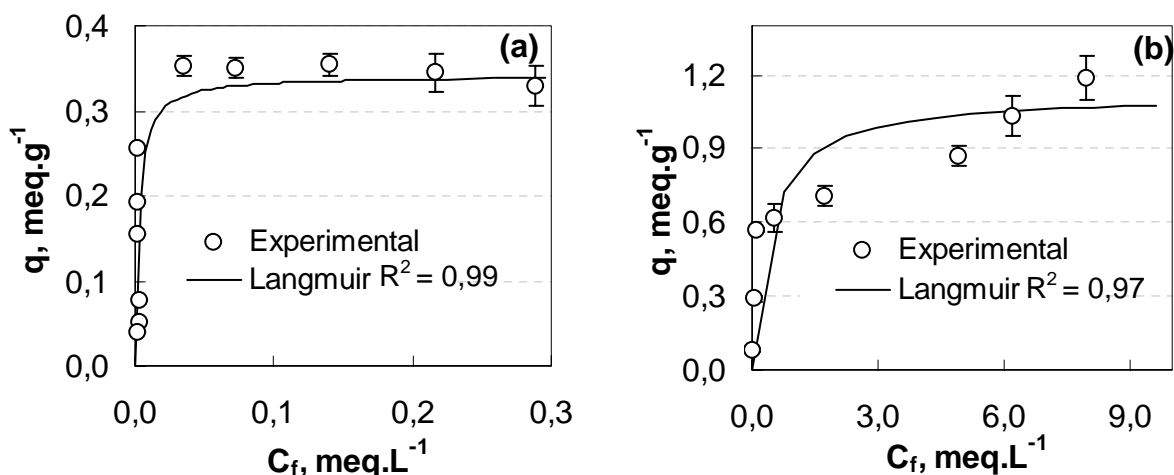 (a)
0,4
0,3
0,2
0,1
0,0
q, meq.g⁻¹
Experimental
Langmuir R² = 0,99
0,0 0,1 0,2 0,3
C_f, meq.L⁻¹
(b)
1,2
0,9
0,6
0,3
0,0
q, meq.g⁻¹
Experimental
Langmuir R² = 0,97
0,0 3,0 6,0 9,0
C_f, meq.L⁻¹